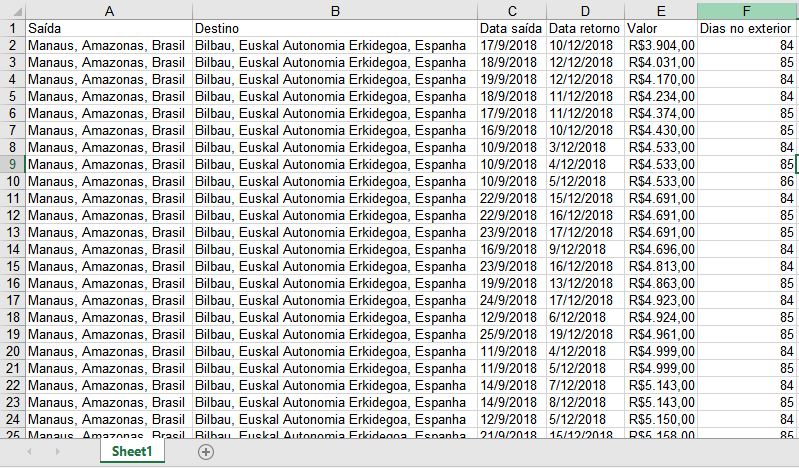 A B C D E F
1 Saída Destino Data saída Data retorno Valor Dias no exterior
2 Manaus, Amazonas, Brasil Bilbau, Euskal Autonomia Erkidegoa, Espanha 17/9/2018 10/12/2018 R$3.904,00 84
3 Manaus, Amazonas, Brasil Bilbau, Euskal Autonomia Erkidegoa, Espanha 18/9/2018 12/12/2018 R$4.031,00 85
4 Manaus, Amazonas, Brasil Bilbau, Euskal Autonomia Erkidegoa, Espanha 19/9/2018 12/12/2018 R$4.170,00 84
5 Manaus, Amazonas, Brasil Bilbau, Euskal Autonomia Erkidegoa, Espanha 18/9/2018 11/12/2018 R$4.234,00 84
6 Manaus, Amazonas, Brasil Bilbau, Euskal Autonomia Erkidegoa, Espanha 17/9/2018 11/12/2018 R$4.374,00 85
7 Manaus, Amazonas, Brasil Bilbau, Euskal Autonomia Erkidegoa, Espanha 16/9/2018 10/12/2018 R$4.430,00 85
8 Manaus, Amazonas, Brasil Bilbau, Euskal Autonomia Erkidegoa, Espanha 10/9/2018 3/12/2018 R$4.533,00 84
9 Manaus, Amazonas, Brasil Bilbau, Euskal Autonomia Erkidegoa, Espanha 10/9/2018 4/12/2018 R$4.533,00 85
10 Manaus, Amazonas, Brasil Bilbau, Euskal Autonomia Erkidegoa, Espanha 10/9/2018 5/12/2018 R$4.533,00 86
11 Manaus, Amazonas, Brasil Bilbau, Euskal Autonomia Erkidegoa, Espanha 22/9/2018 15/12/2018 R$4.691,00 84
12 Manaus, Amazonas, Brasil Bilbau, Euskal Autonomia Erkidegoa, Espanha 22/9/2018 16/12/2018 R$4.691,00 85
13 Manaus, Amazonas, Brasil Bilbau, Euskal Autonomia Erkidegoa, Espanha 23/9/2018 17/12/2018 R$4.691,00 85
14 Manaus, Amazonas, Brasil Bilbau, Euskal Autonomia Erkidegoa, Espanha 16/9/2018 9/12/2018 R$4.696,00 84
15 Manaus, Amazonas, Brasil Bilbau, Euskal Autonomia Erkidegoa, Espanha 23/9/2018 16/12/2018 R$4.813,00 84
16 Manaus, Amazonas, Brasil Bilbau, Euskal Autonomia Erkidegoa, Espanha 19/9/2018 13/12/2018 R$4.863,00 85
17 Manaus, Amazonas, Brasil Bilbau, Euskal Autonomia Erkidegoa, Espanha 24/9/2018 17/12/2018 R$4.923,00 84
18 Manaus, Amazonas, Brasil Bilbau, Euskal Autonomia Erkidegoa, Espanha 12/9/2018 6/12/2018 R$4.924,00 85
19 Manaus, Amazonas, Brasil Bilbau, Euskal Autonomia Erkidegoa, Espanha 25/9/2018 19/12/2018 R$4.961,00 85
20 Manaus, Amazonas, Brasil Bilbau, Euskal Autonomia Erkidegoa, Espanha 11/9/2018 4/12/2018 R$4.999,00 84
21 Manaus, Amazonas, Brasil Bilbau, Euskal Autonomia Erkidegoa, Espanha 11/9/2018 5/12/2018 R$4.999,00 85
22 Manaus, Amazonas, Brasil Bilbau, Euskal Autonomia Erkidegoa, Espanha 14/9/2018 7/12/2018 R$5.143,00 84
23 Manaus, Amazonas, Brasil Bilbau, Euskal Autonomia Erkidegoa, Espanha 14/9/2018 8/12/2018 R$5.143,00 85
24 Manaus, Amazonas, Brasil Bilbau, Euskal Autonomia Erkidegoa, Espanha 12/9/2018 5/12/2018 R$5.150,00 84
25 Manaus, Amazonas, Brasil Bilbau, Euskal Autonomia Erkidegoa, Espanha 21/9/2018 15/12/2018 R$5.158,00 85
Sheet1